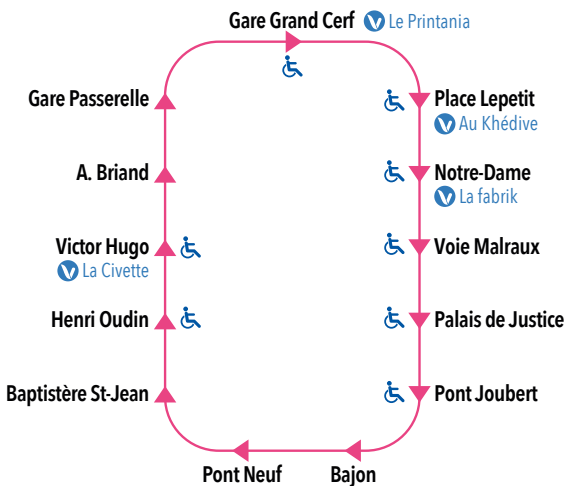 Gare Grand Cerf Le Printania
Gare Passerelle
Place Lepetit
Au Khédive
A. Briand
Notre-Dame
La fabrik
Victor Hugo
La Civette
Voie Malraux
Henri Oudin
Palais de Justice
Baptistère St-Jean
Pont Joubert
Pont Neuf
Bajon